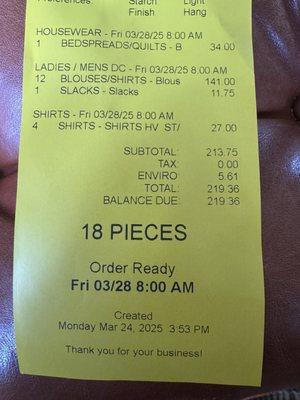 Preferences: Starch Light
Finish Hang
HOUSEWEAR - Fri 03/28/25 8:00 AM
1 BEDSPREADS/QUILTS - B 34.00
LADIES / MENS DC - Fri 03/28/25 8:00 AM
12 BLOUSES/SHIRTS - Blous 141.00
1 SLACKS - Slacks 11.75
SHIRTS - Fri 03/28/25 8:00 AM
4 SHIRTS - SHIRTS HV ST/ 27.00
SUBTOTAL: 213.75
TAX: 0.00
ENVIRO: 5.61
TOTAL: 219.36
BALANCE DUE: 219.36
18 PIECES
Order Ready
Fri 03/28 8:00 AM
Created
Monday Mar 24, 2025 3:53 PM
Thank you for your business!